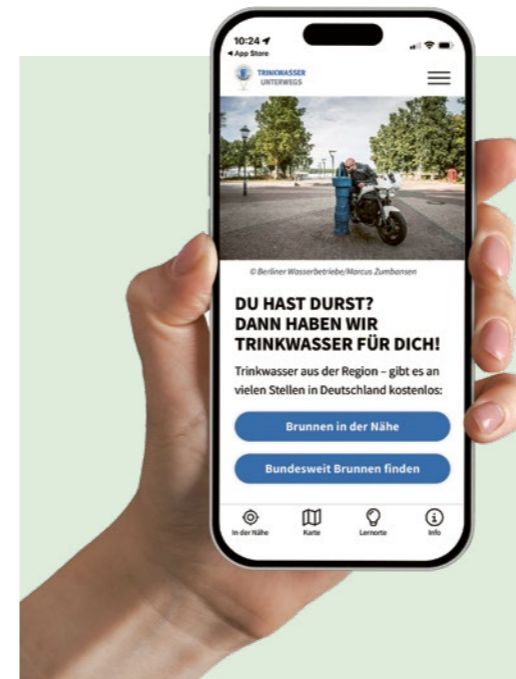 10:24
◀ App Store
TRINKWASSER
UNTERWEGS
© Berliner Wasserbetriebe/Marcus Zumbansen
DU HAST DURST?
DANN HABEN WIR
TRINKWASSER FÜR DICH!
Trinkwasser aus der Region – gibt es an
vielen Stellen in Deutschland kostenlos:
Brunnen in der Nähe
Bundesweit Brunnen finden
In der Nähe Karte Lernorte Info